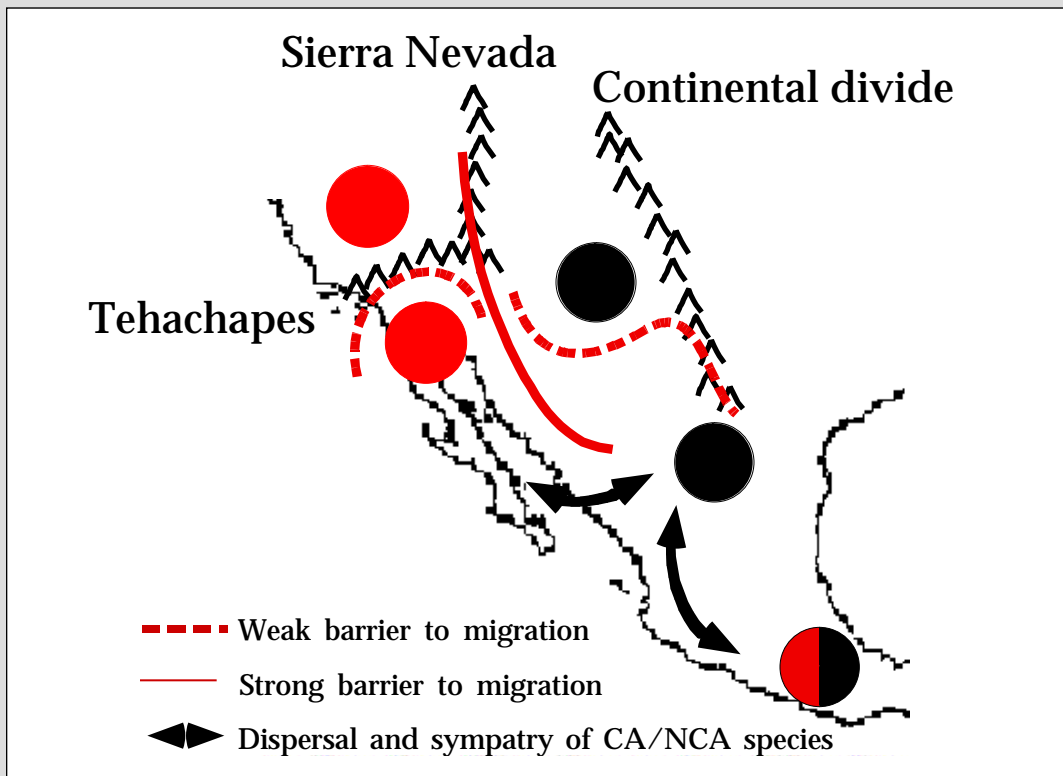 Sierra Nevada
Continental divide
Tehachapes
Weak barrier to migration
Strong barrier to migration
Dispersal and sympatry of CA/NCA species